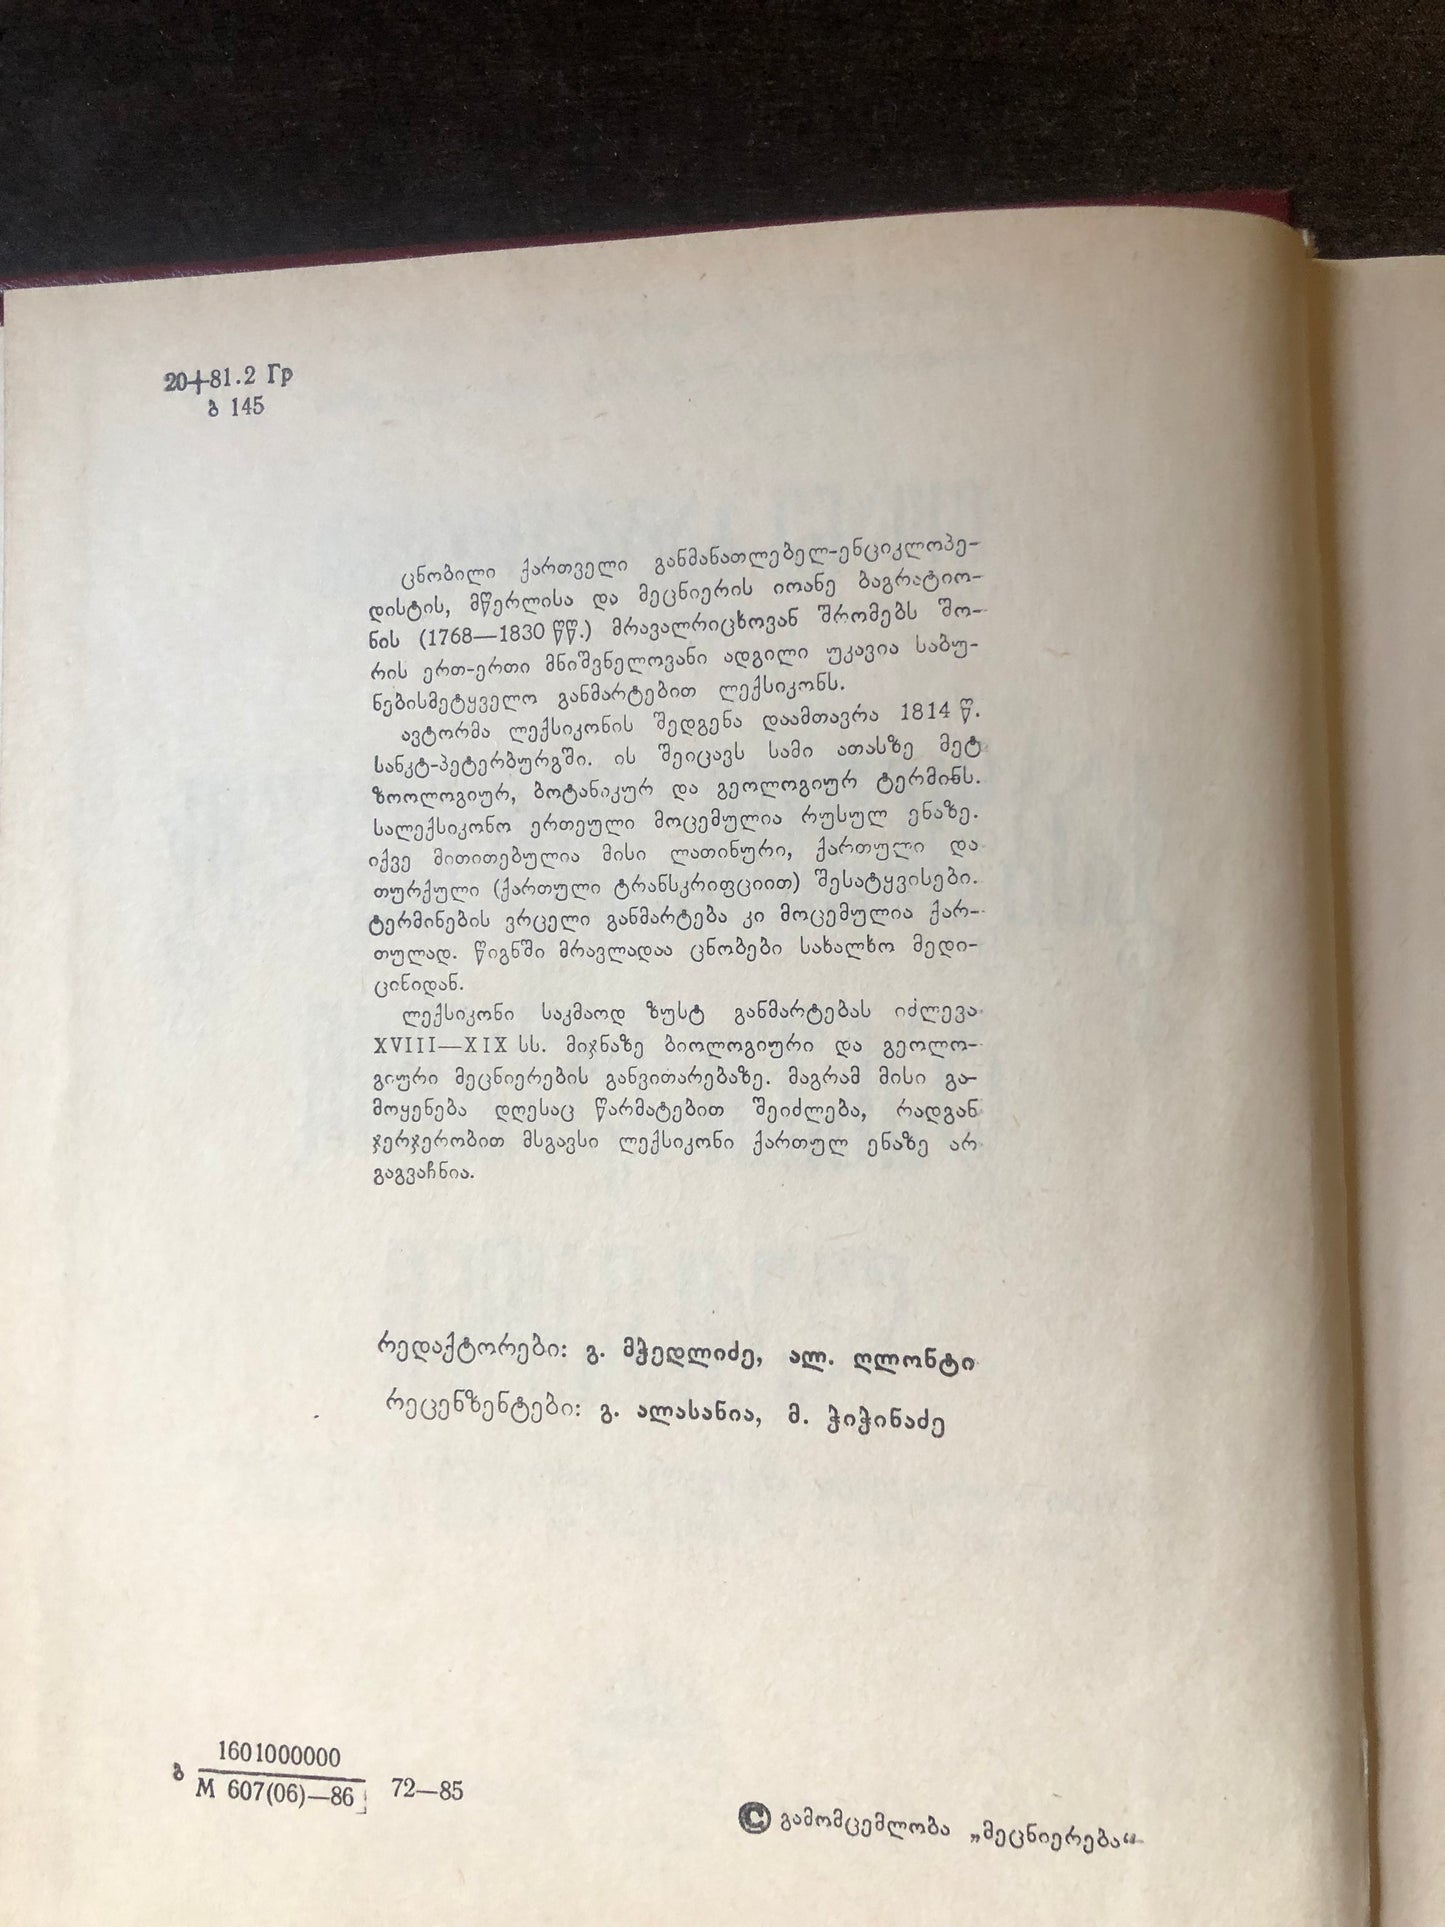 20+81.2 Гр
ბ 145
ცნობილი ქართველი განმანათლებელ-ენციკლოპე-
დისტის, მწერლისა და მეცნიერის იოანე ბაგრატიო-
ნის (1768—1830 წწ.) მრავალრიცხოვან შრომებს შო-
რის ერთ-ერთი მნიშვნელოვანი ადგილი უკავია საბუ-
ნებისმეტყველო განმარტებით ლექსიკონს.
ავტორმა ლექსიკონის შედგენა დაამთავრა 1814 წ.
სანკტ-პეტერბურგში. ის შეიცავს სამი ათასზე მეტ
ზოოლოგიურ, ბოტანიკურ და გეოლოგიურ ტერმინს.
სალექსიკონო ერთეული მოცემულია რუსულ ენაზე.
იქვე მითითებულია მისი ლათინური, ქართული და
თურქული (ქართული ტრანსკრიფციით) შესატყვისები.
ტერმინების ვრცელი განმარტება კი მოცემულია ქარ-
თულად. წიგნში მრავლადაა ცნობები სახალხო მედი-
ცინიდან.
ლექსიკონი საკმაოდ ზუსტ განმარტებას იძლევა
XVIII—XIX სს. მიჯნაზე ბიოლოგიური და გეოლო-
გიური მეცნიერების განვითარებაზე. მაგრამ მისი გა-
მოყენება დღესაც წარმატებით შეიძლება, რადგან
ჯერჯერობით მსგავსი ლექსიკონი ქართულ ენაზე არ
გაგვაჩნია.
რედაქტორები: გ. მჭედლიძე, ალ. ღლონტი
რეცენზენტები: გ. ალასანია, მ. ჭიჭინაძე
1601000000
ბ М 607(06)—86 72—85
© გამომცემლობა „მეცნიერება“